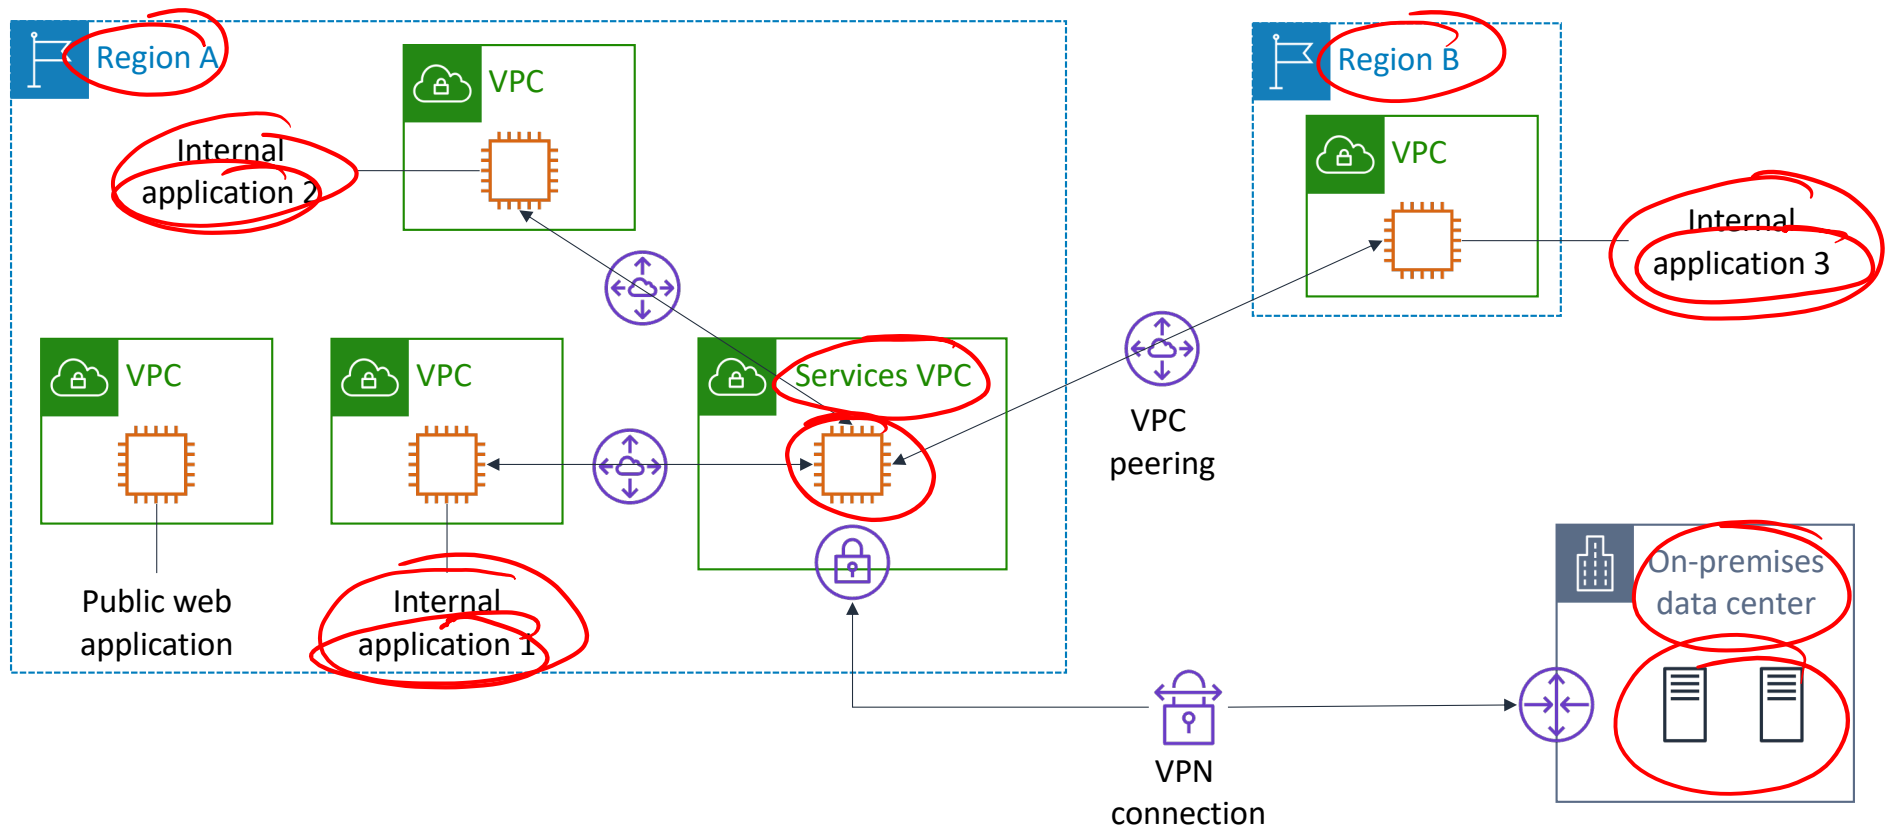 Region A
VPC
Internal
application 2
Region B
VPC
Internal
application 3
VPC
VPC
Services VPC
VPC
peering
Public web
application
Internal
application 1
On-premises
data center
VPN
connection